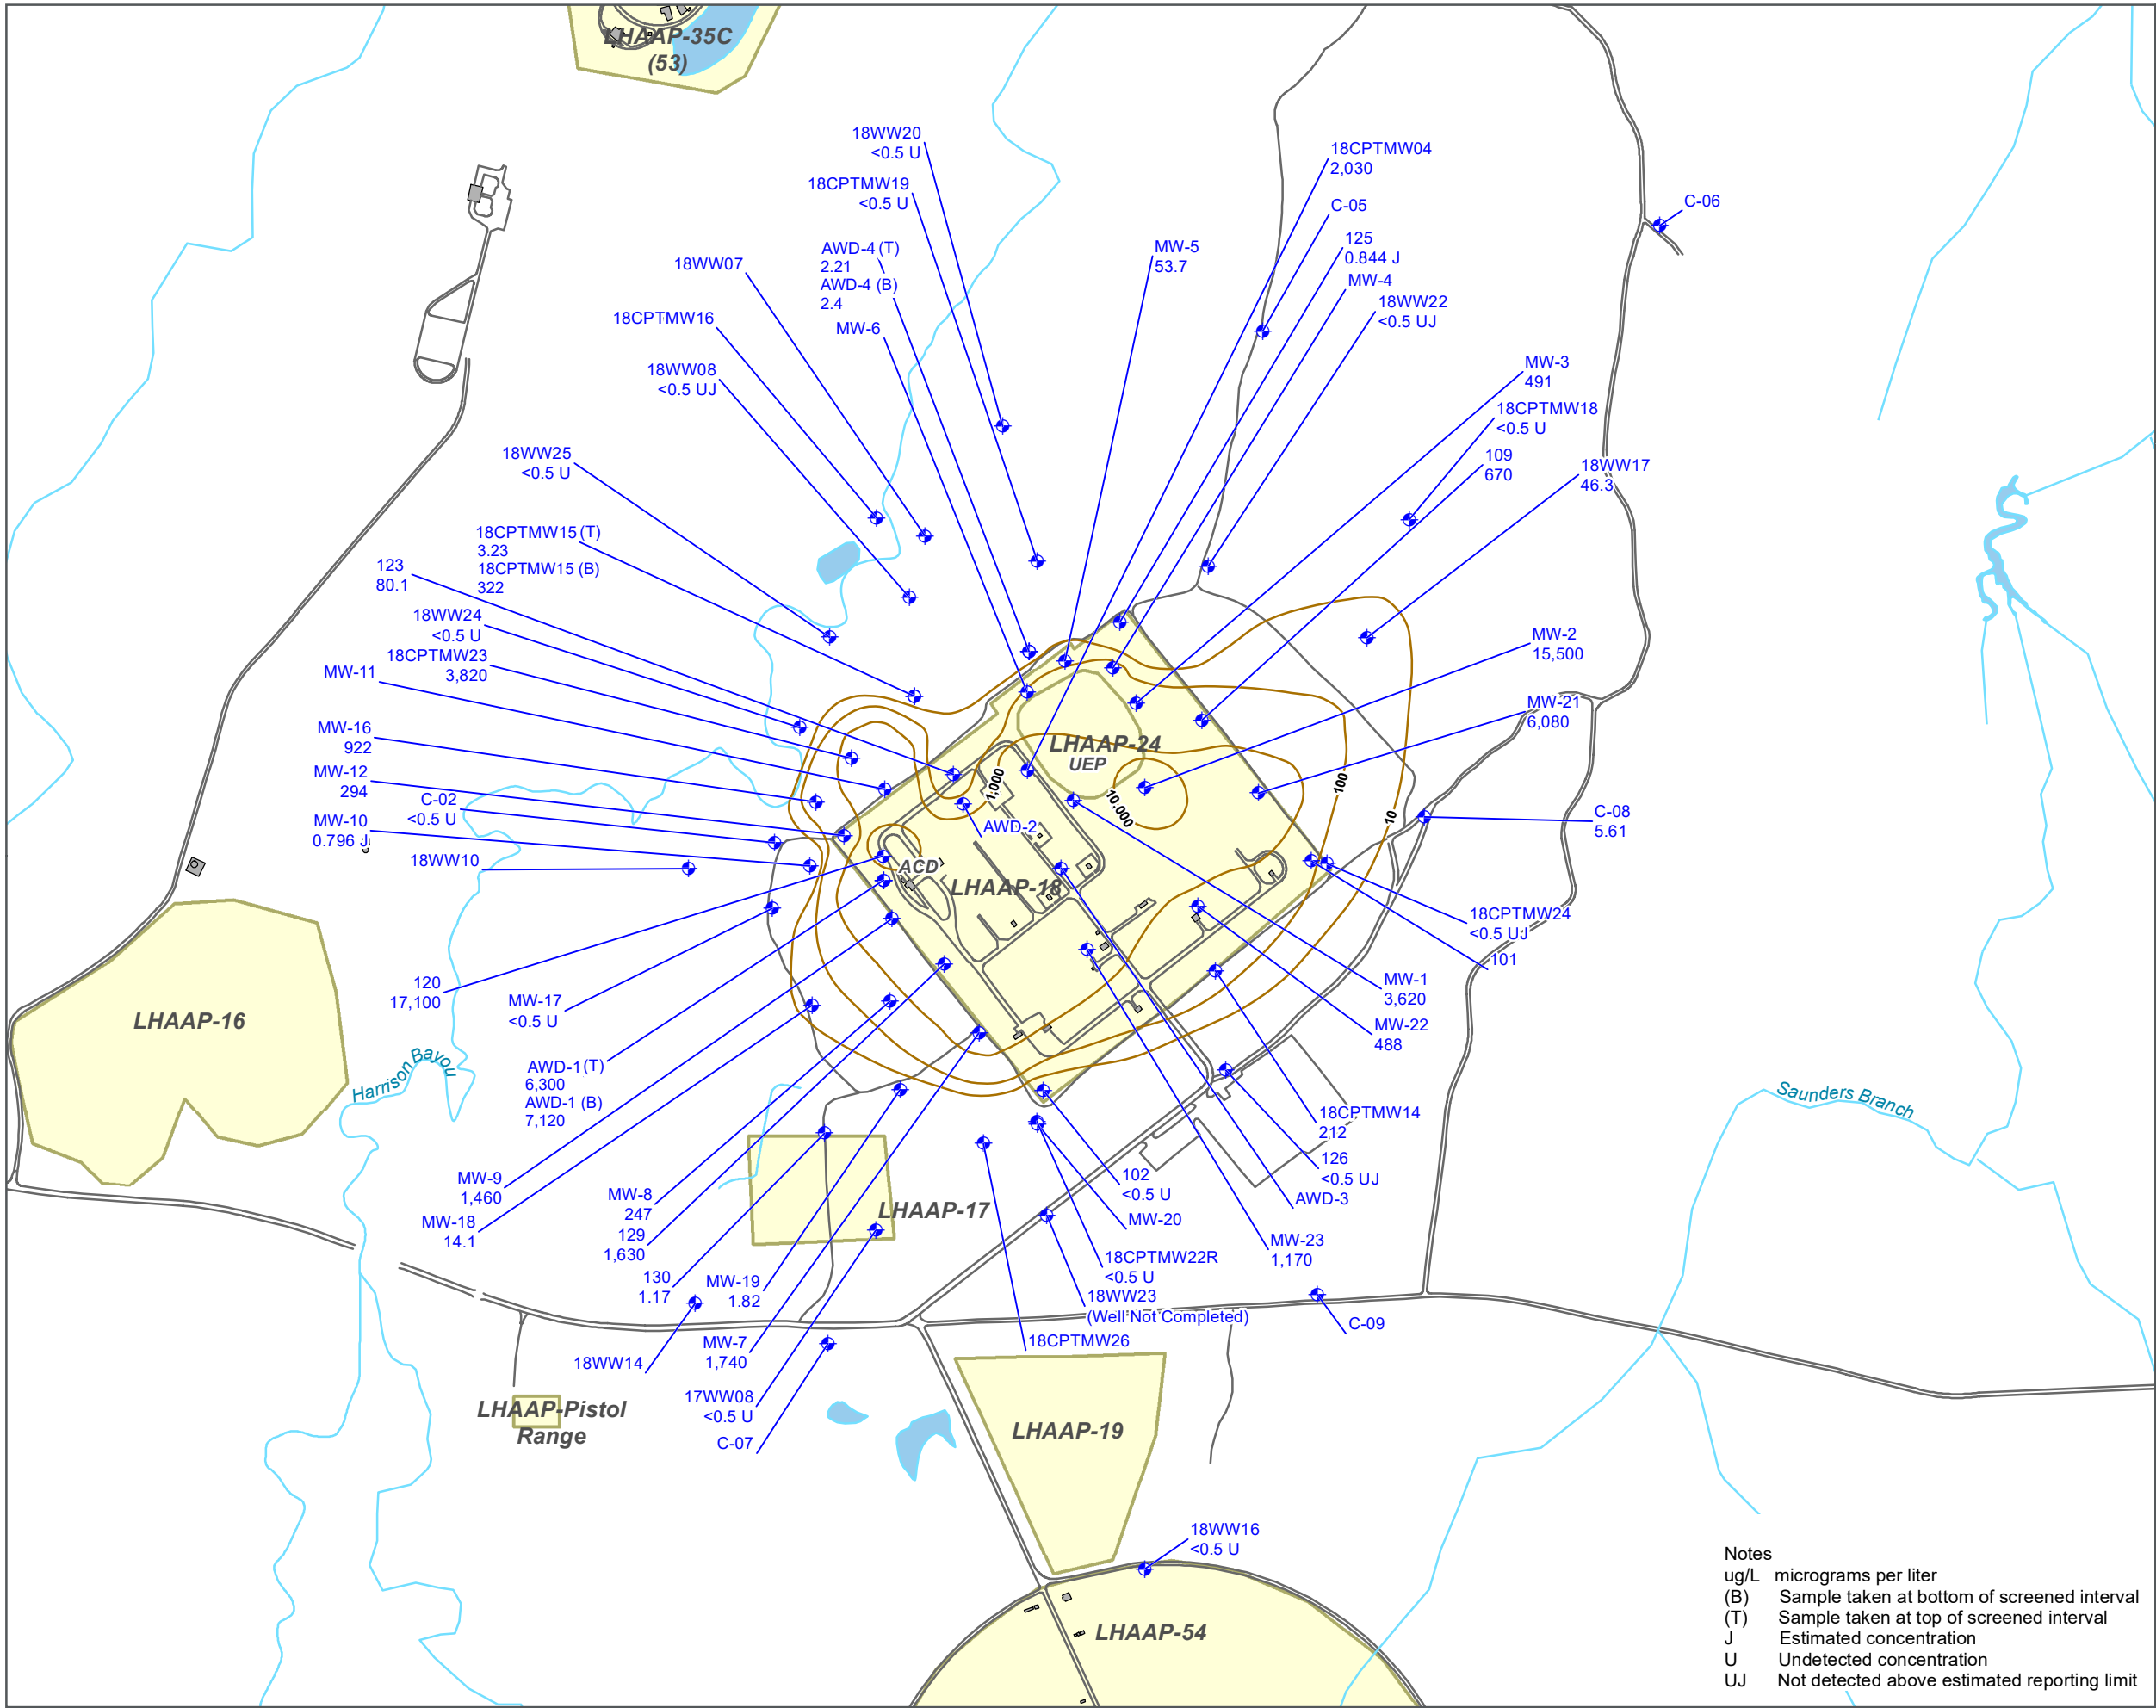 LHAAP-35C
(53)
18WW20
<0.5 U
18CPTMW19
<0.5 U
18CPTMW04
2,030
C-05
C-06
125
0.844 J
MW-4
18WW22
<0.5 UJ
MW-5
53.7
AWD-4 (T)
2.21
AWD-4 (B)
2.4
MW-6
18WW07
18CPTMW16
18WW08
<0.5 UJ
MW-3
491
18CPTMW18
<0.5 U
109
670
18WW17
46.3
18WW25
<0.5 U
18CPTMW15 (T)
3.23
18CPTMW15 (B)
322
123
80.1
18WW24
<0.5 U
18CPTMW23
3,820
MW-11
MW-16
922
MW-12
294
C-02
<0.5 U
MW-10
0.796 J
18WW10
MW-2
15,500
MW-21
6,080
C-08
5.61
LHAAP-24
UEP
1,000
10,000
100
10
AWD-2
ACD
LHAAP-18
18CPTMW24
<0.5 UJ
101
MW-1
3,620
MW-22
488
120
17,100
MW-17
<0.5 U
LHAAP-16
Harrison Bayou
AWD-1 (T)
6,300
AWD-1 (B)
7,120
Saunders Branch
18CPTMW14
212
126
<0.5 UJ
AWD-3
102
<0.5 U
MW-20
MW-9
1,460
MW-18
14.1
MW-8
247
129
1,630
130
1.17
MW-19
1.82
LHAAP-17
MW-23
1,170
18CPTMW22R
<0.5 U
18WW23
(Well Not Completed)
18CPTMW26
C-09
18WW14
MW-7
1,740
17WW08
<0.5 U
C-07
LHAAP-Pistol
Range
LHAAP-19
18WW16
<0.5 U
LHAAP-54
Notes
ug/L micrograms per liter
(B) Sample taken at bottom of screened interval
(T) Sample taken at top of screened interval
J Estimated concentration
U Undetected concentration
UJ Not detected above estimated reporting limit